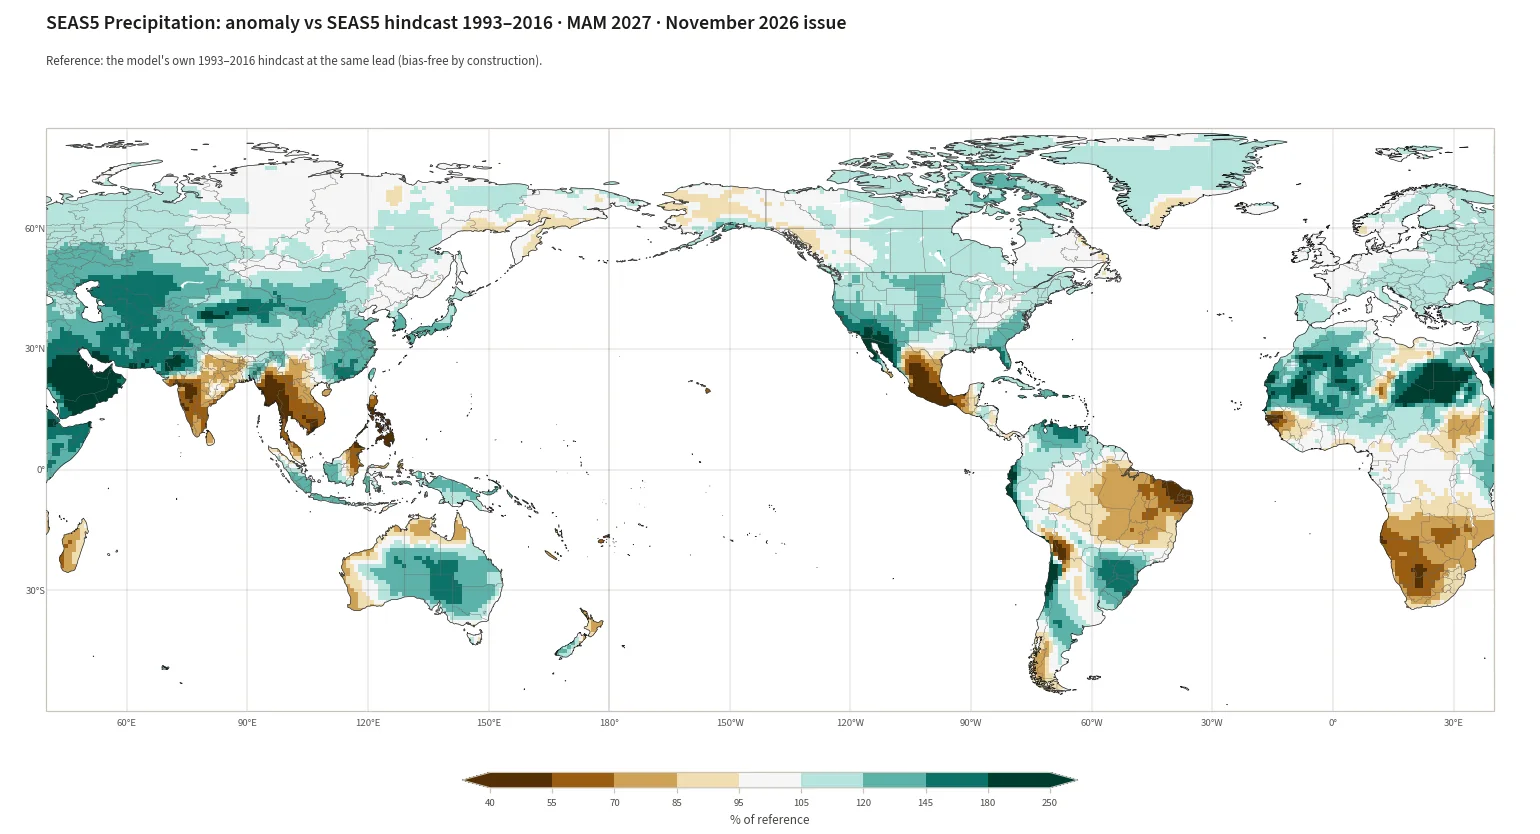 SEAS5 Precipitation: anomaly vs SEAS5 hindcast 1993–2016 · MAM 2027 · November 2026 issue
Reference: the model's own 1993–2016 hindcast at the same lead (bias-free by construction).
60°N
30°N
0°
30°S
60°E 90°E 120°E 150°E 180° 150°W 120°W 90°W 60°W 30°W 0° 30°E
40 55 70 85 95 105 120 145 180 250
% of reference